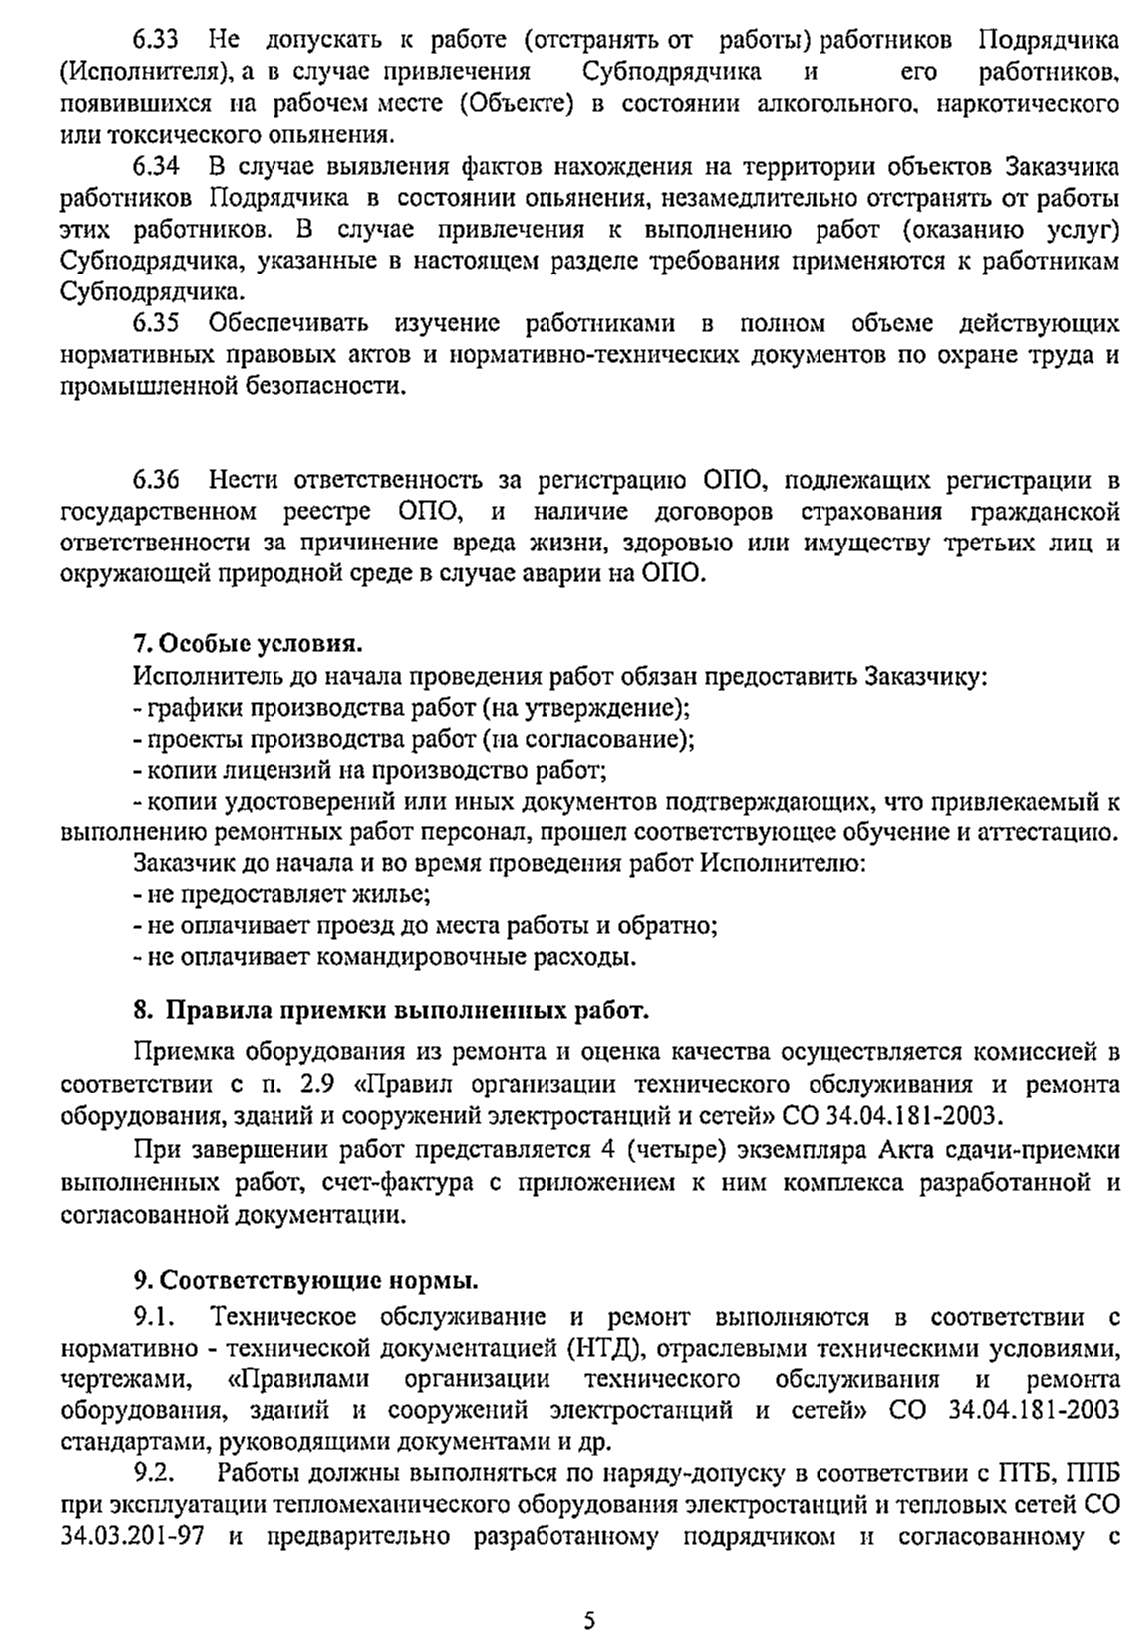 6.33 Не допускать к работе (отстранять от работы) работников Подрядчика
(Исполнителя), а в случае привлечения Субподрядчика и его работников,
появившихся на рабочем месте (Объекте) в состоянии алкогольного, наркотического
или токсического опьянения.
6.34 В случае выявления фактов нахождения на территории объектов Заказчика
работников Подрядчика в состоянии опьянения, незамедлительно отстранять от работы
этих работников. В случае привлечения к выполнению работ (оказанию услуг)
Субподрядчика, указанные в настоящем разделе требования применяются к работникам
Субподрядчика.
6.35 Обеспечивать изучение работниками в полном объеме действующих
нормативных правовых актов и нормативно-технических документов по охране труда и
промышленной безопасности.
6.36 Нести ответственность за регистрацию ОПО, подлежащих регистрации в
государственном реестре ОПО, и наличие договоров страхования гражданской
ответственности за причинение вреда жизни, здоровью или имуществу третьих лиц и
окружающей природной среде в случае аварии на ОПО.
7. Особые условия.
Исполнитель до начала проведения работ обязан предоставить Заказчику:
- графики производства работ (на утверждение);
- проекты производства работ (на согласование);
- копии лицензий на производство работ;
- копии удостоверений или иных документов подтверждающих, что привлекаемый к
выполнению ремонтных работ персонал, прошел соответствующее обучение и аттестацию.
Заказчик до начала и во время проведения работ Исполнителю:
- не предоставляет жилье;
- не оплачивает проезд до места работы и обратно;
- не оплачивает командировочные расходы.
8. Правила приемки выполненных работ.
Приемка оборудования из ремонта и оценка качества осуществляется комиссией в
соответствии с п. 2.9 «Правил организации технического обслуживания и ремонта
оборудования, зданий и сооружений электростанций и сетей» СО 34.04.181-2003.
При завершении работ представляется 4 (четыре) экземпляра Акта сдачи-приемки
выполненных работ, счет-фактура с приложением к ним комплекса разработанной и
согласованной документации.
9. Соответствующие нормы.
9.1. Техническое обслуживание и ремонт выполняются в соответствии с
нормативно - технической документацией (НТД), отраслевыми техническими условиями,
чертежами, «Правилами организации технического обслуживания и ремонта
оборудования, зданий и сооружений электростанций и сетей» СО 34.04.181-2003
стандартами, руководящими документами и др.
9.2. Работы должны выполняться по наряду-допуску в соответствии с ПТБ, ППБ
при эксплуатации тепломеханического оборудования электростанций и тепловых сетей СО
34.03.201-97 и предварительно разработанному подрядчиком и согласованному с
5